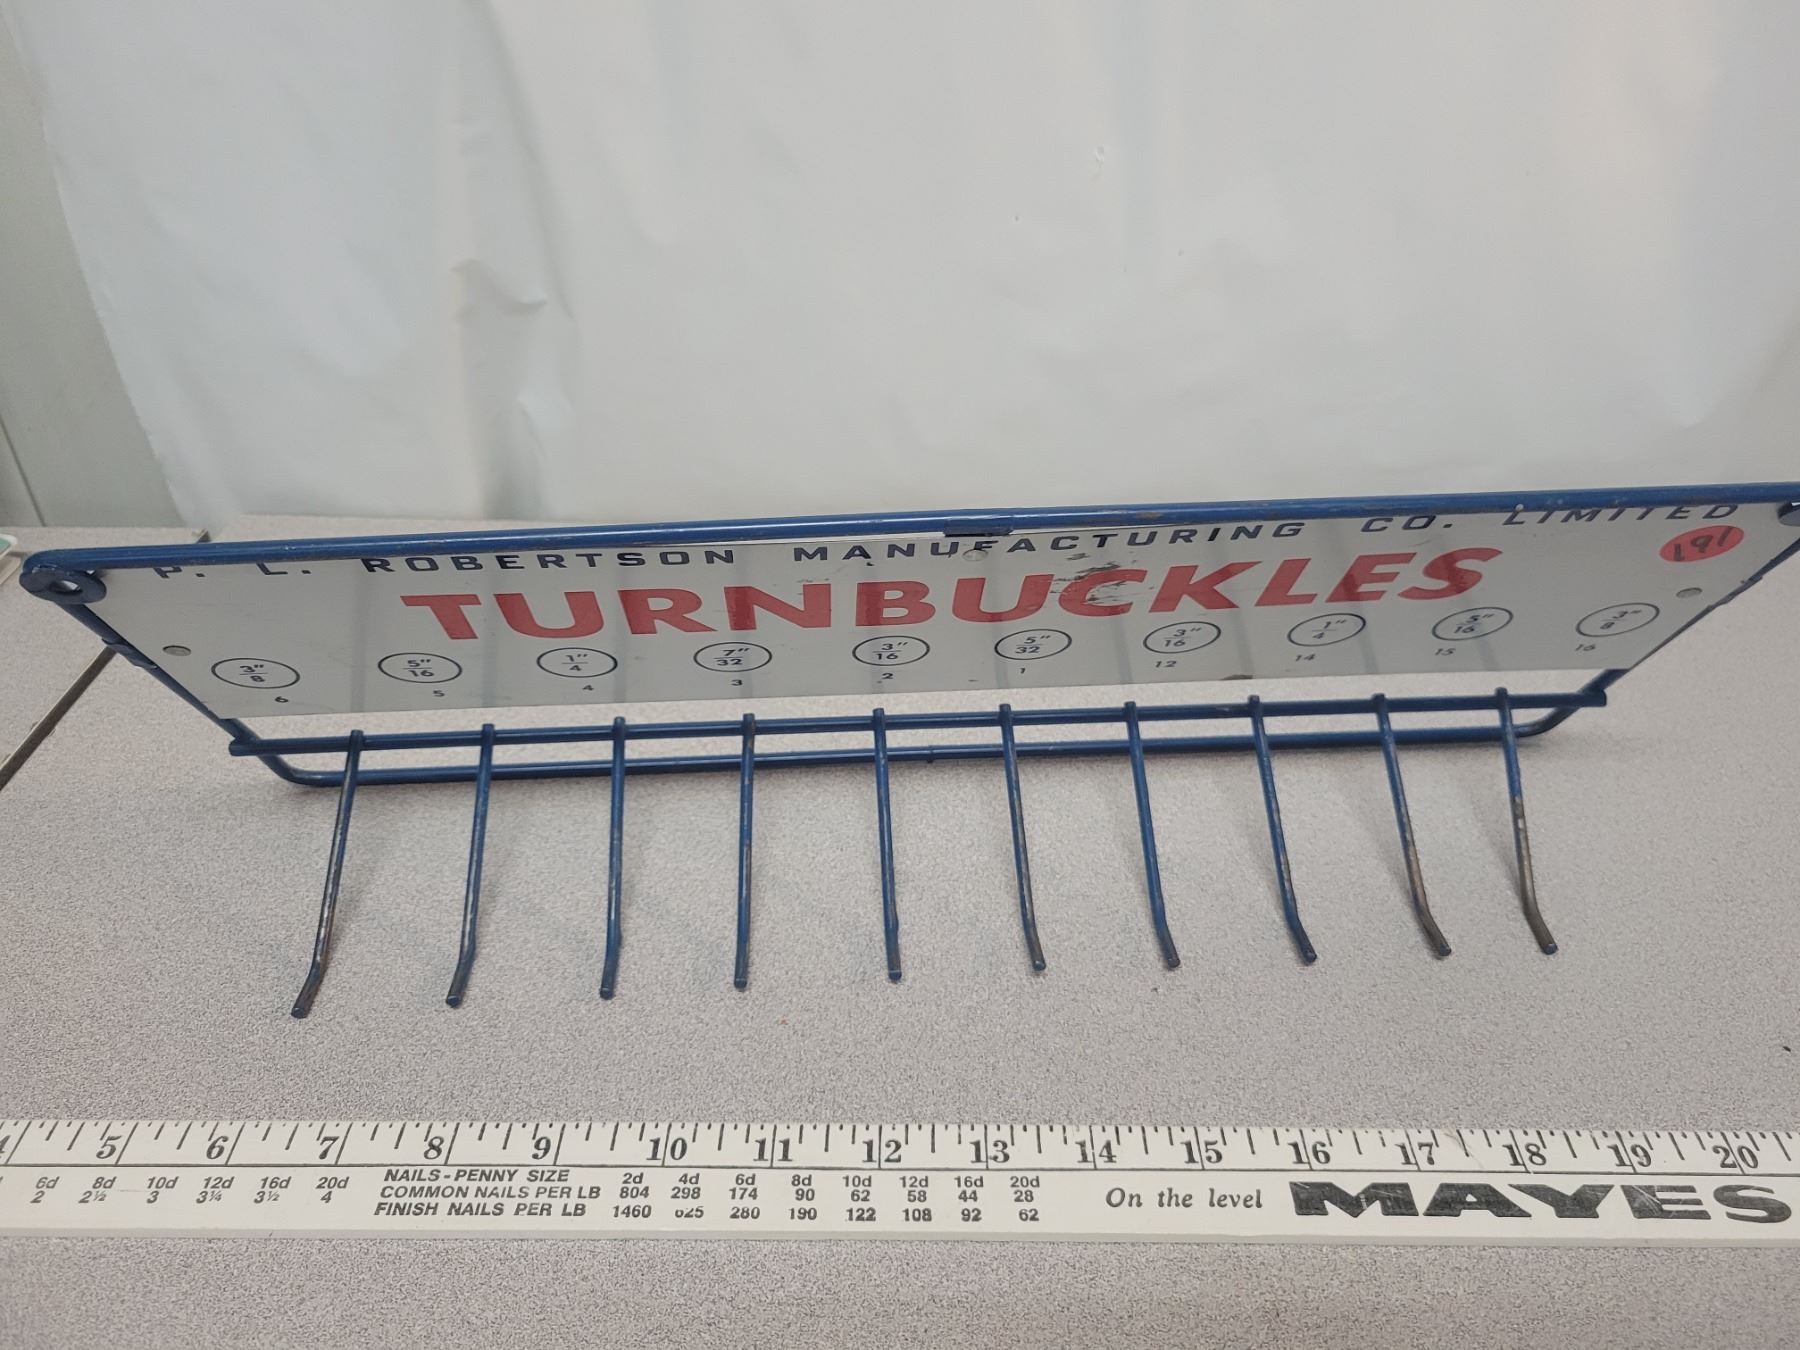 P. L. ROBERTSON MANUFACTURING CO. LIMITED
191
TURNBUCKLES
3/8" 5/16" 1/4" 7/32" 3/16" 5/32" 3/16" 1/4" 5/16" 3/8"
6 5 4 3 2 1 12 14 15 16
4 5 6 7 8 9 10 11 12 13 14 15 16 17 18 19 20
6d 8d 10d 12d 16d 20d
2 2½ 3 3¼ 3½ 4
NAILS-PENNY SIZE 2d 4d 6d 8d 10d 12d 16d 20d
COMMON NAILS PER LB 804 298 174 90 62 58 44 28
FINISH NAILS PER LB 1460 625 280 190 122 108 92 62
On the level MAYES